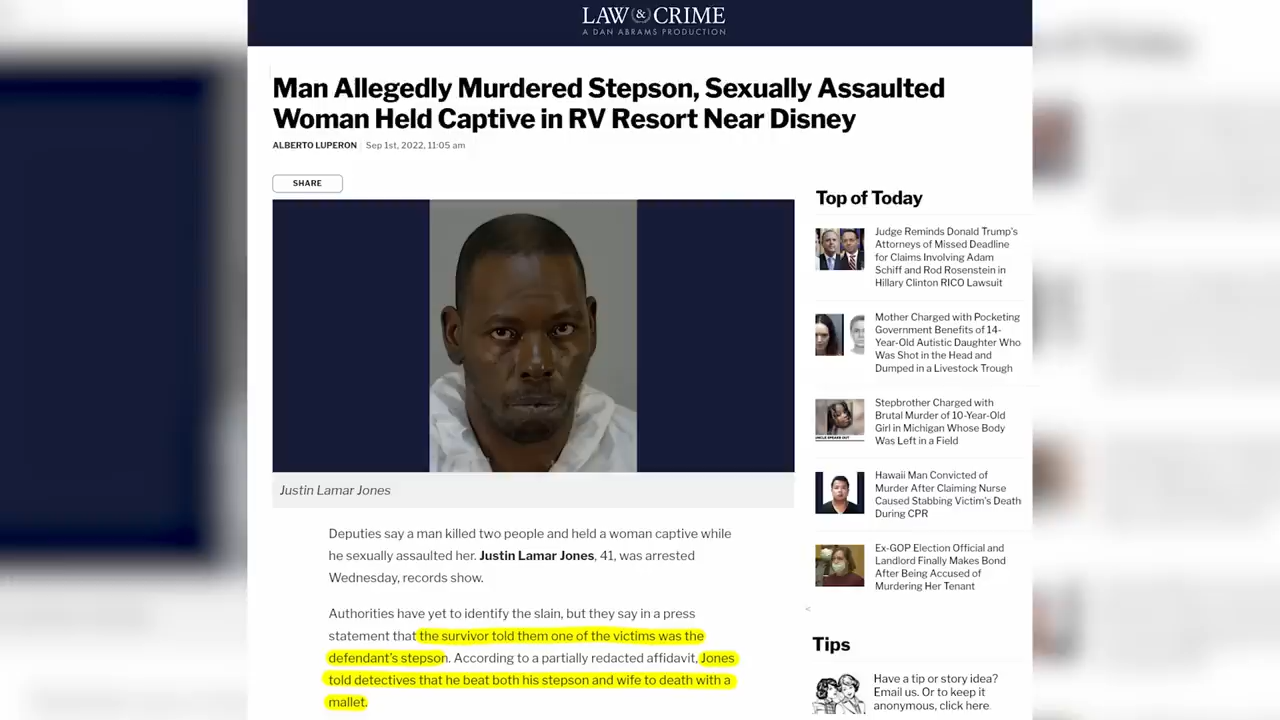 LAW & CRIME
A DAN ABRAMS PRODUCTION
Man Allegedly Murdered Stepson, Sexually Assaulted
Woman Held Captive in RV Resort Near Disney
ALBERTO LUPERON Sep 1st, 2022, 11:05 am
SHARE
Justin Lamar Jones
Deputies say a man killed two people and held a woman captive while
he sexually assaulted her. Justin Lamar Jones, 41, was arrested
Wednesday, records show.
Authorities have yet to identify the slain, but they say in a press
statement that the survivor told them one of the victims was the
defendant's stepson. According to a partially redacted affidavit, Jones
told detectives that he beat both his stepson and wife to death with a
mallet.
Top of Today
Judge Reminds Donald Trump's
Attorneys of Missed Deadline
for Claims Involving Adam
Schiff and Rod Rosenstein in
Hillary Clinton RICO Lawsuit
Mother Charged with Pocketing
Government Benefits of 14-
Year-Old Autistic Daughter Who
Was Shot in the Head and
Dumped in a Livestock Trough
Stepbrother Charged with
Brutal Murder of 10-Year-Old
Girl in Michigan Whose Body
Was Left in a Field
Hawaii Man Convicted of
Murder After Claiming Nurse
Caused Stabbing Victim's Death
During CPR
Ex-GOP Election Official and
Landlord Finally Makes Bond
After Being Accused of
Murdering Her Tenant
<
Tips
Have a tip or story idea?
Email us. Or to keep it
anonymous, click here